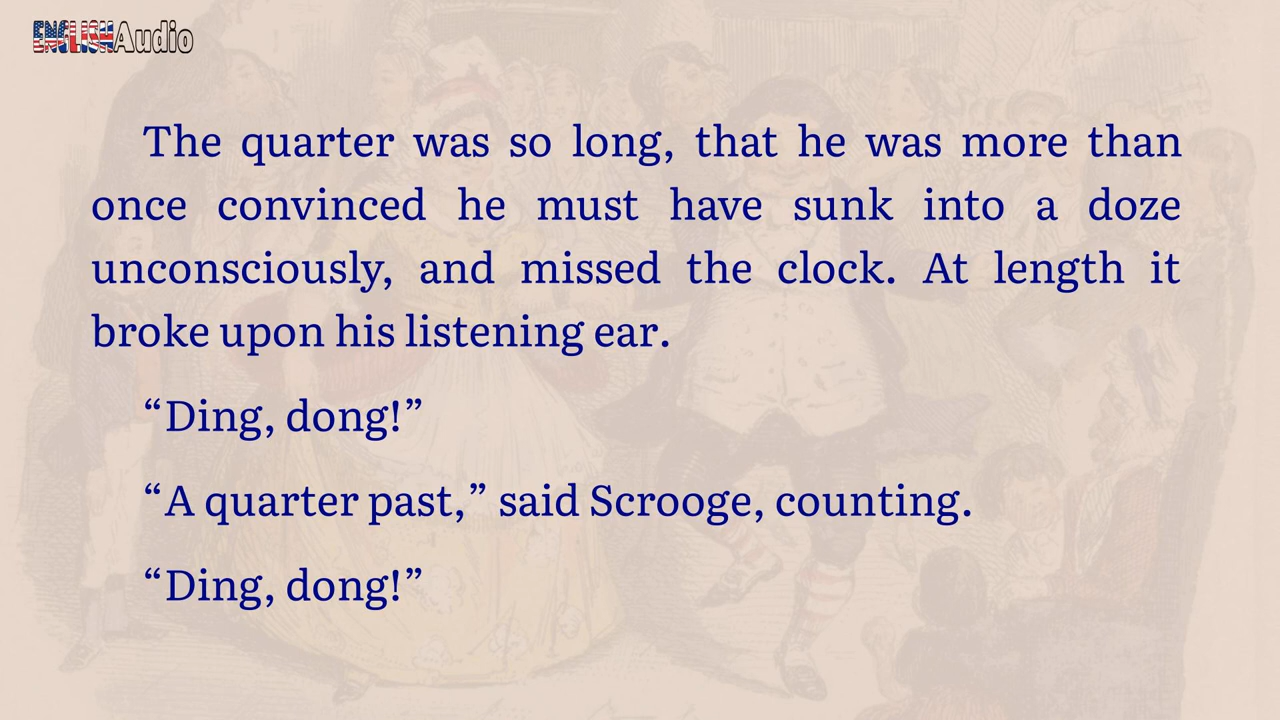 ENGLISHAudio
The quarter was so long, that he was more than
once convinced he must have sunk into a doze
unconsciously, and missed the clock. At length it
broke upon his listening ear.
“Ding, dong!”
“A quarter past,” said Scrooge, counting.
“Ding, dong!”